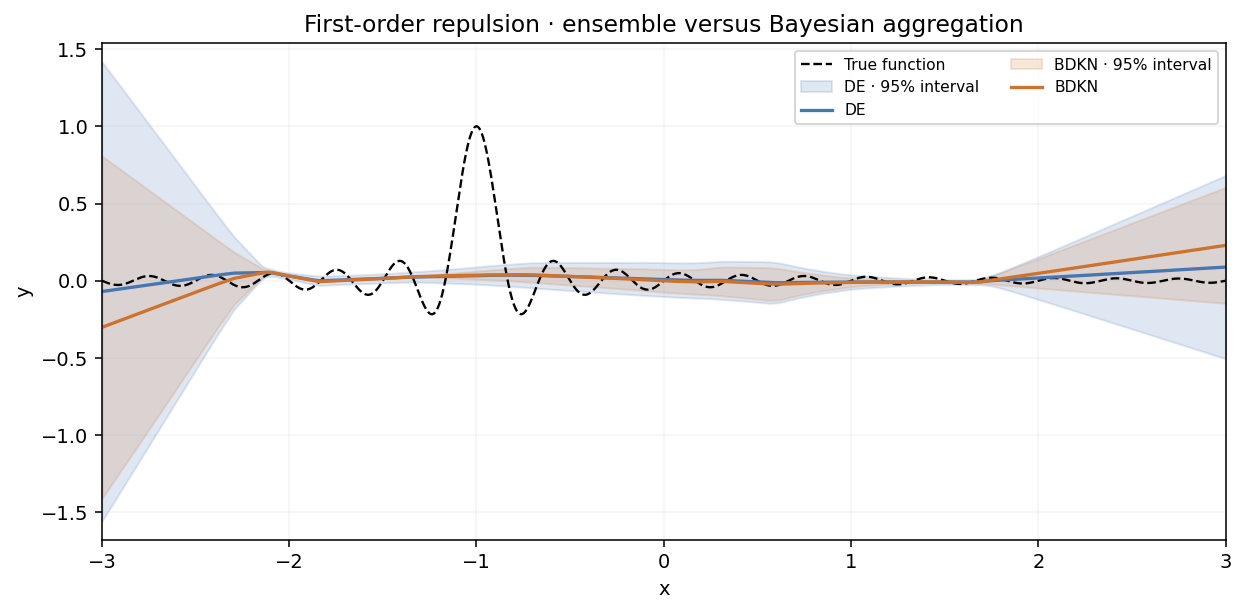 First-order repulsion · ensemble versus Bayesian aggregation
True function
DE · 95% interval
DE
BDKN · 95% interval
BDKN
y
1.5
1.0
0.5
0.0
−0.5
−1.0
−1.5
−3 −2 −1 0 1 2 3
x